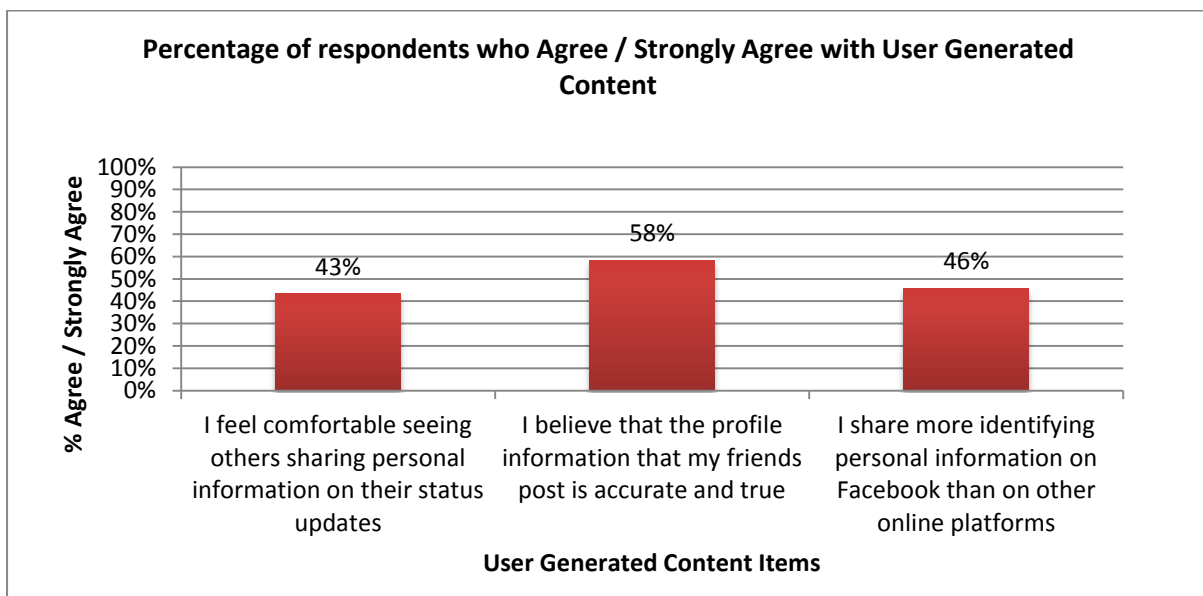 Percentage of respondents who Agree / Strongly Agree with User Generated
Content
% Agree / Strongly Agree
100%
90%
80%
70%
60%
50%
40%
30%
20%
10%
0%
43%
58%
46%
I feel comfortable seeing
others sharing personal
information on their status
updates
I believe that the profile
information that my friends
post is accurate and true
I share more identifying
personal information on
Facebook than on other
online platforms
User Generated Content Items